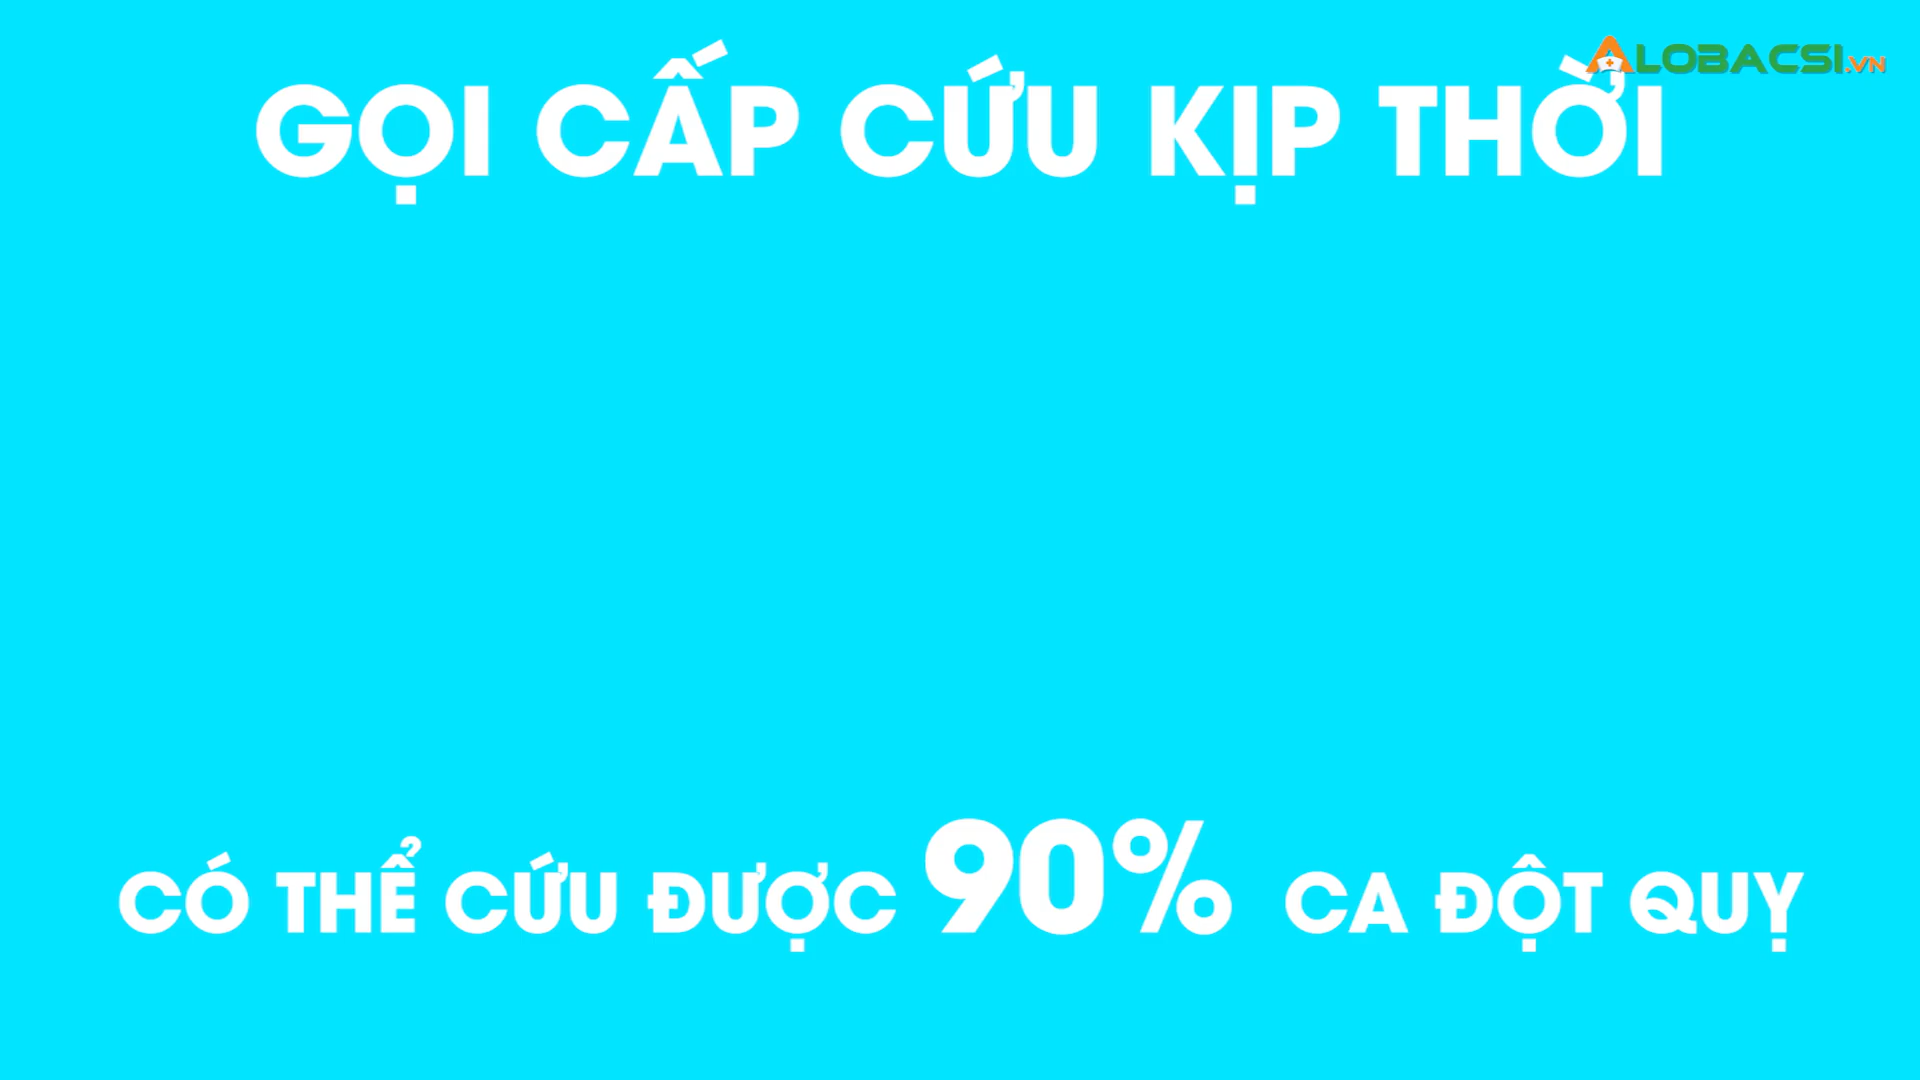 GỌI CẤP CỨU KỊP THỜI
ALOBACSI.VN
CÓ THỂ CỨU ĐƯỢC 90% CA ĐỘT QUỴ